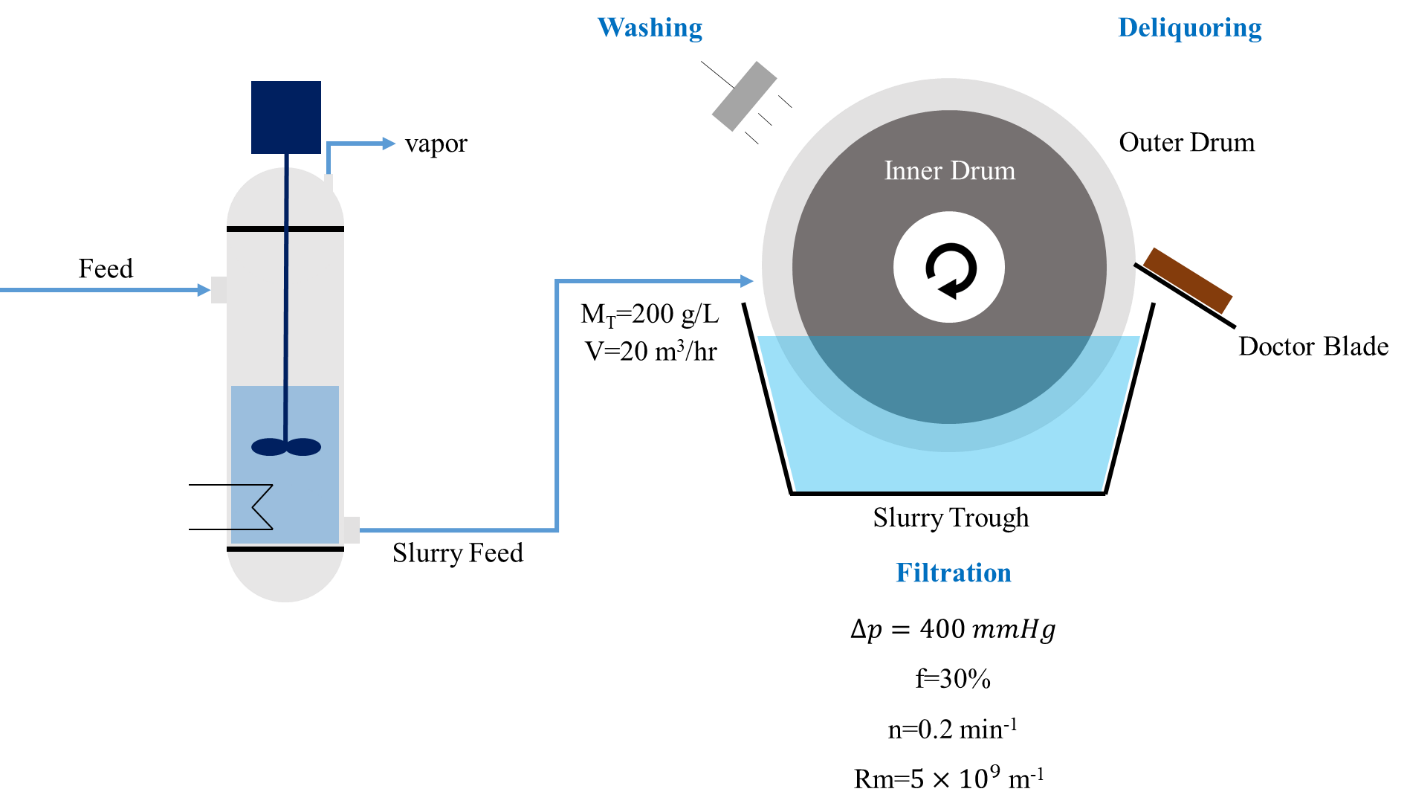 Washing
Deliquoring
vapor
Outer Drum
Inner Drum
Feed
M_T=200 g/L
V=20 m³/hr
Doctor Blade
Slurry Trough
Slurry Feed
Filtration
Δp = 400 mmHg
f=30%
n=0.2 min⁻¹
Rm=5 × 10⁹ m⁻¹